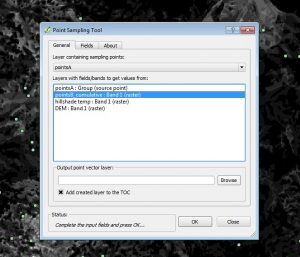 Point Sampling Tool
General Fields About
Layer containing sampling points:
pointsA
Layers with fields/bands to get values from:
pointsA : Group (source point)
pointsB_cumulative : Band 1 (raster)
hillshade temp : Band 1 (raster)
DEM : Band 1 (raster)
Output point vector layer:
Browse
Add created layer to the TOC
Status:
Complete the input fields and press OK...
OK Close